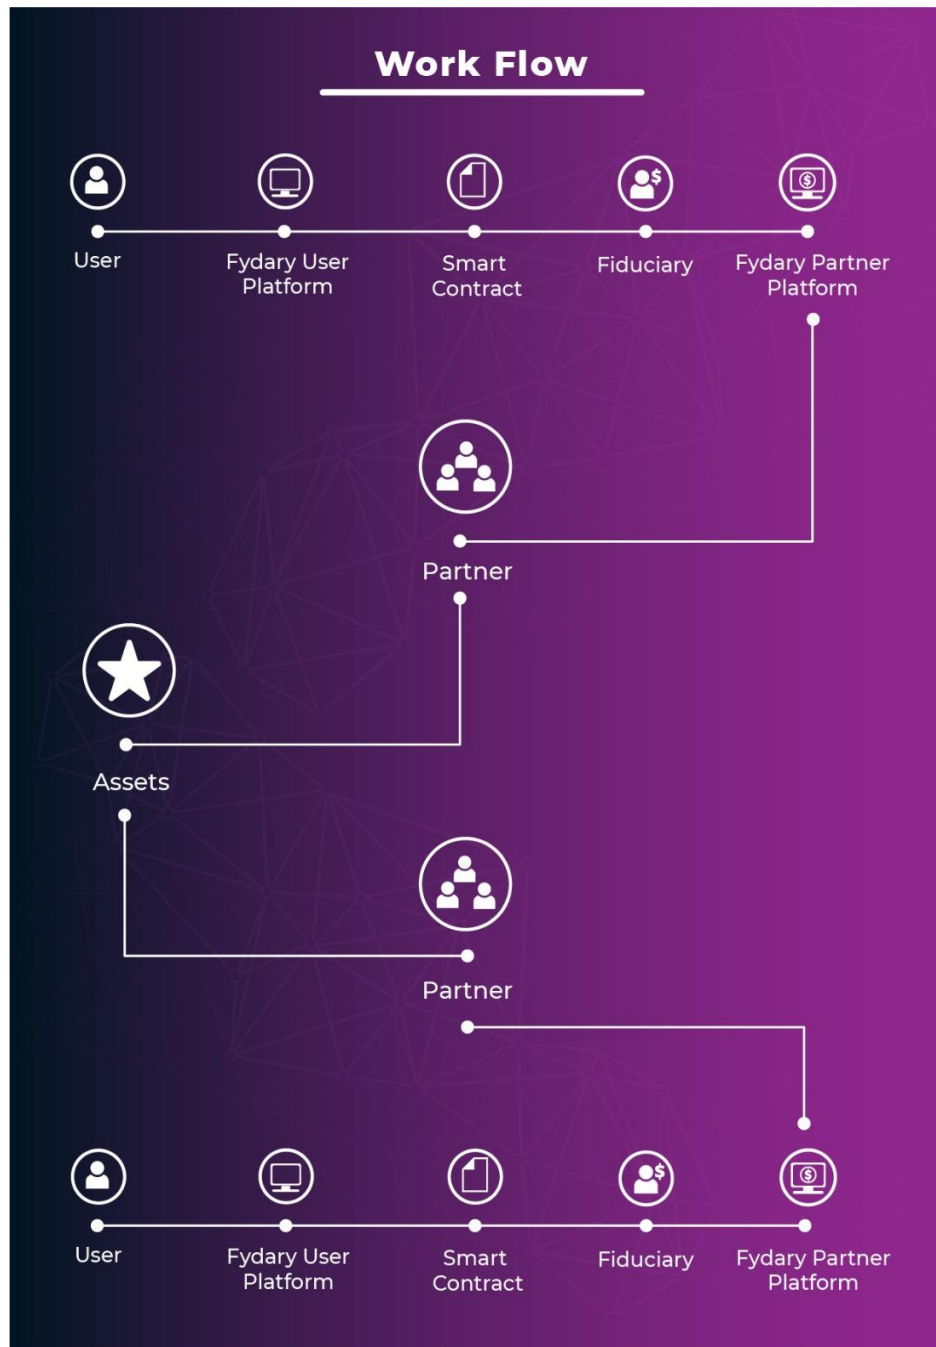 Work Flow
User
Fydary User
Platform
Smart
Contract
Fiduciary
Fydary Partner
Platform
Partner
Assets
Partner
User
Fydary User
Platform
Smart
Contract
Fiduciary
Fydary Partner
Platform